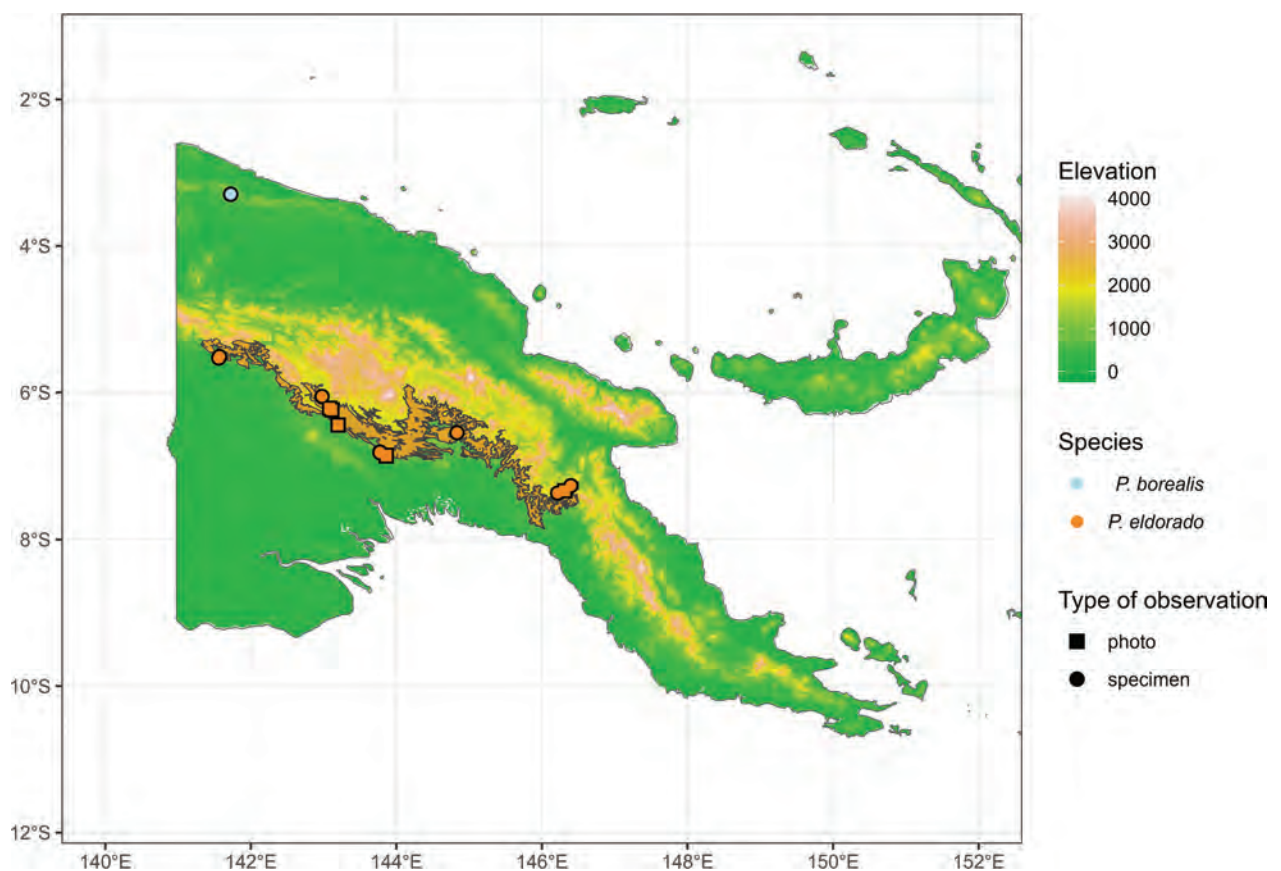 2°S
4°S
6°S
8°S
10°S
12°S
140°E 142°E 144°E 146°E 148°E 150°E 152°E
Elevation
4000
3000
2000
1000
0
Species
P. borealis
P. eldorado
Type of observation
photo
specimen